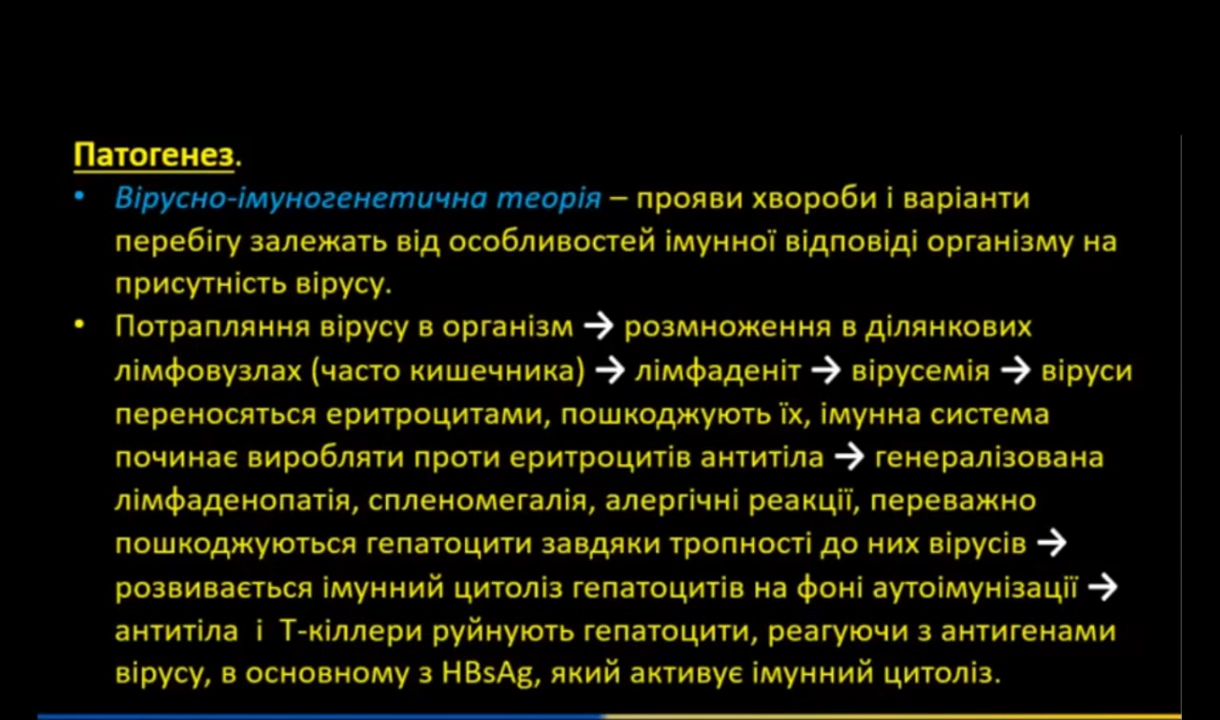 Патогенез.
• Вірусно-імуногенетична теорія – прояви хвороби і варіанти
перебігу залежать від особливостей імунної відповіді організму на
присутність вірусу.
• Потрапляння вірусу в організм → розмноження в ділянкових
лімфовузлах (часто кишечника) → лімфаденіт → вірусемія → віруси
переносяться еритроцитами, пошкоджують їх, імунна система
починає виробляти проти еритроцитів антитіла → генералізована
лімфаденопатія, спленомегалія, алергічні реакції, переважно
пошкоджуються гепатоцити завдяки тропності до них вірусів →
розвивається імунний цитоліз гепатоцитів на фоні аутоімунізації →
антитіла і Т-кіллери руйнують гепатоцити, реагуючи з антигенами
вірусу, в основному з HBsAg, який активує імунний цитоліз.